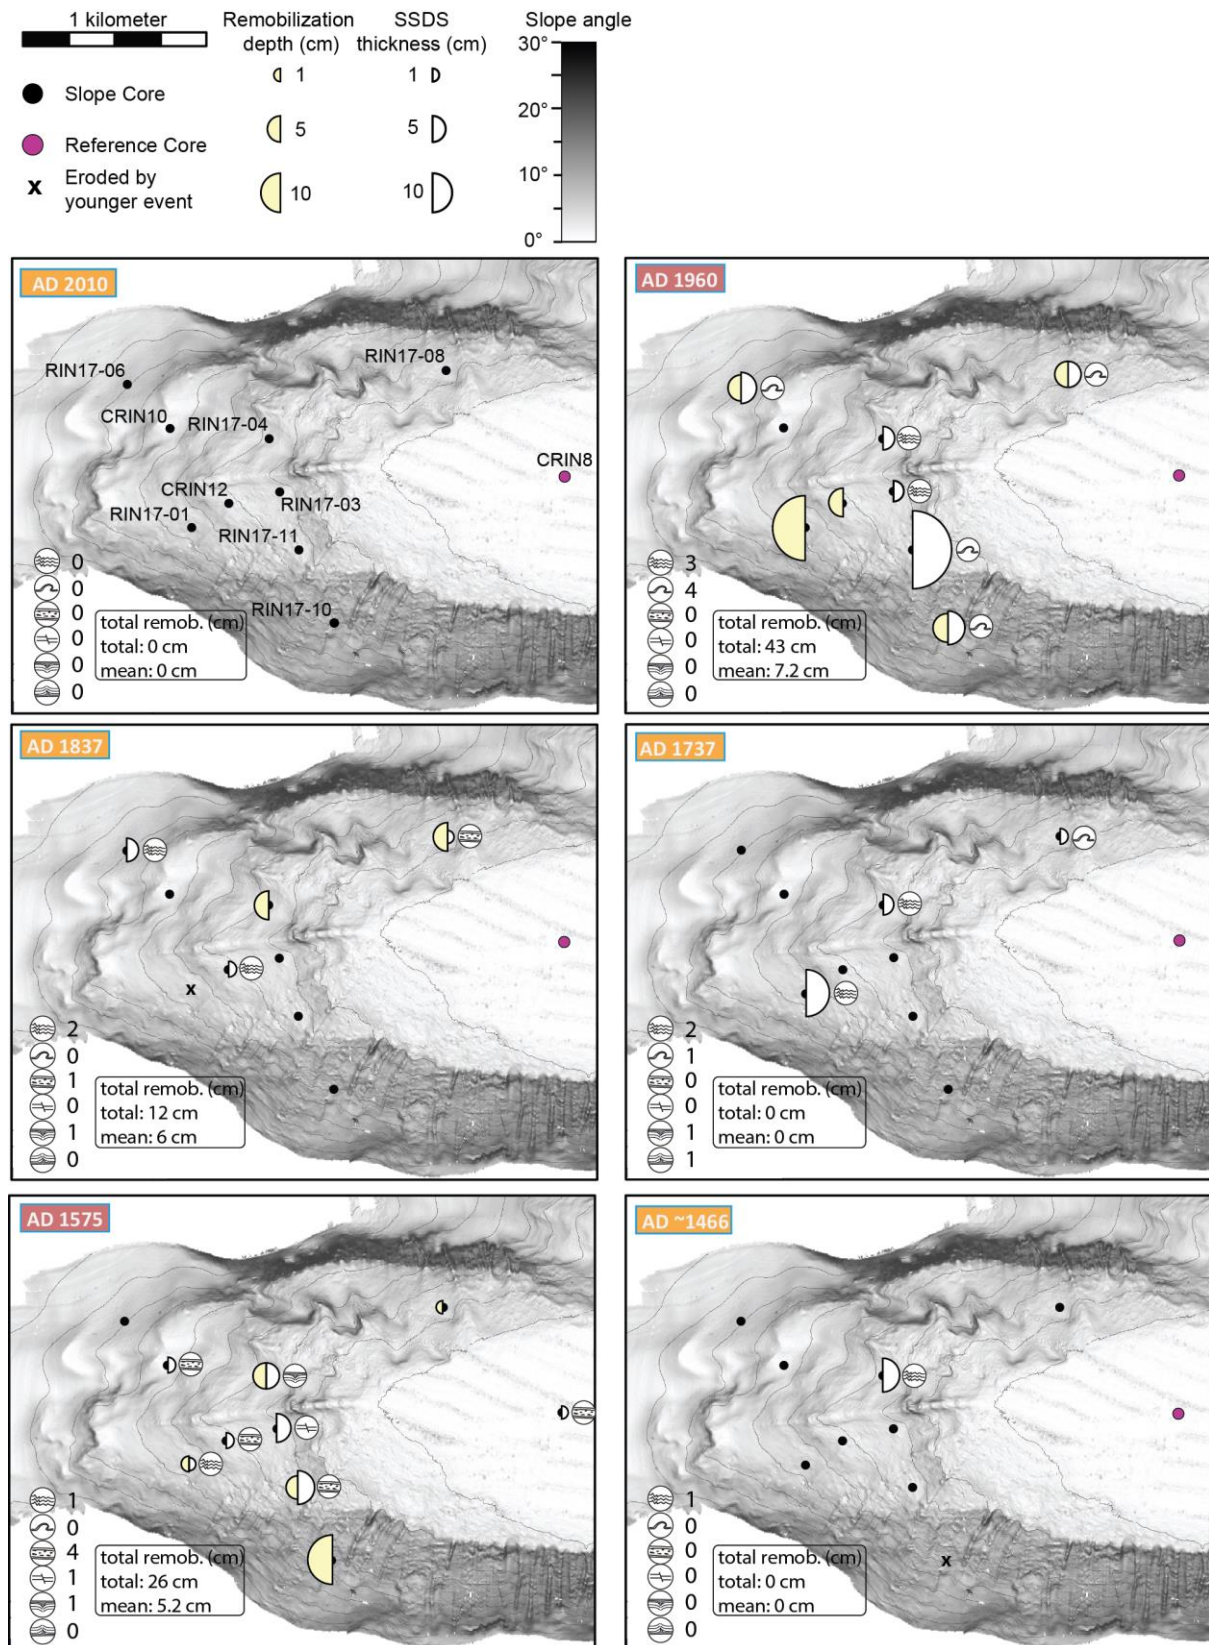 1 kilometer
Remobilization
depth (cm)
SSDS
thickness (cm)
Slope angle
Slope Core
Reference Core
x Eroded by
younger event
1
5
10
1
5
10
30°
20°
10°
0°
AD 2010
RIN17-06
RIN17-08
CRIN10
RIN17-04
CRIN8
CRIN12
RIN17-03
RIN17-01
RIN17-11
RIN17-10
0
0
0
0
0
0
total remob. (cm)
total: 0 cm
mean: 0 cm
AD 1960
3
4
0
0
0
0
total remob. (cm)
total: 43 cm
mean: 7.2 cm
AD 1837
x
2
0
1
0
1
0
total remob. (cm)
total: 12 cm
mean: 6 cm
AD 1737
2
1
0
0
1
1
total remob. (cm)
total: 0 cm
mean: 0 cm
AD 1575
1
0
4
1
1
0
total remob. (cm)
total: 26 cm
mean: 5.2 cm
AD ~1466
x
1
0
0
0
0
0
total remob. (cm)
total: 0 cm
mean: 0 cm